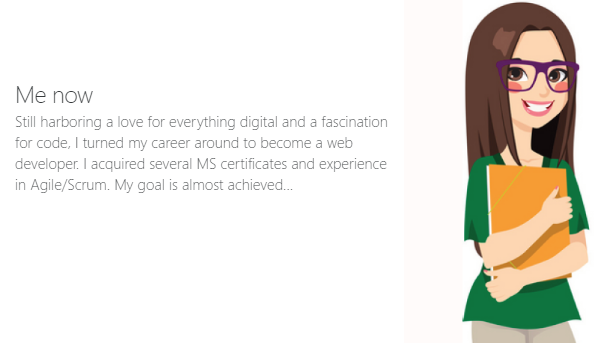 Me now
Still harboring a love for everything digital and a fascination
for code, I turned my career around to become a web
developer. I acquired several MS certificates and experience
in Agile/Scrum. My goal is almost achieved...